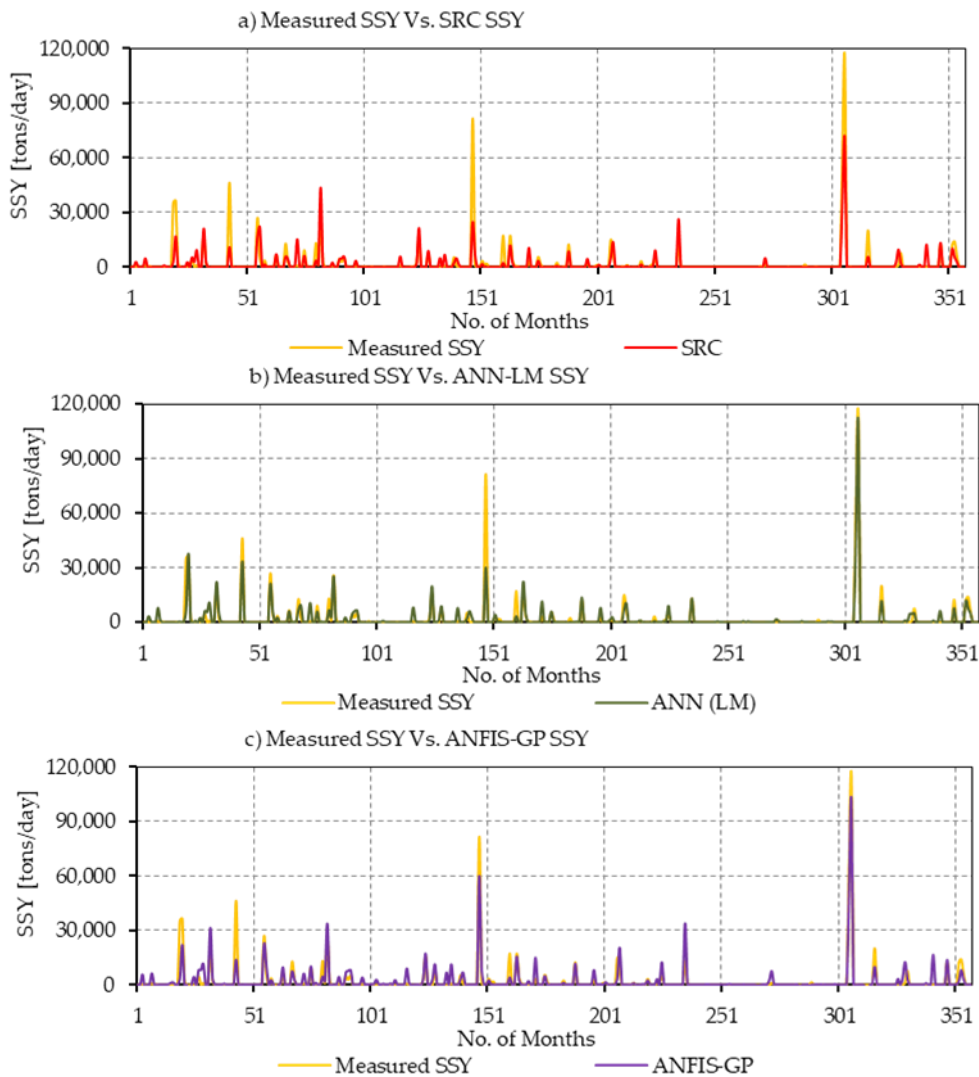 a) Measured SSY Vs. SRC SSY
120,000
90,000
60,000
30,000
0
SSY [tons/day]
1 51 101 151 201 251 301 351
No. of Months
Measured SSY SRC
b) Measured SSY Vs. ANN-LM SSY
120,000
90,000
60,000
30,000
0
SSY [tons/day]
1 51 101 151 201 251 301 351
No. of Months
Measured SSY ANN (LM)
c) Measured SSY Vs. ANFIS-GP SSY
120,000
90,000
60,000
30,000
0
SSY [tons/day]
1 51 101 151 201 251 301 351
No. of Months
Measured SSY ANFIS-GP